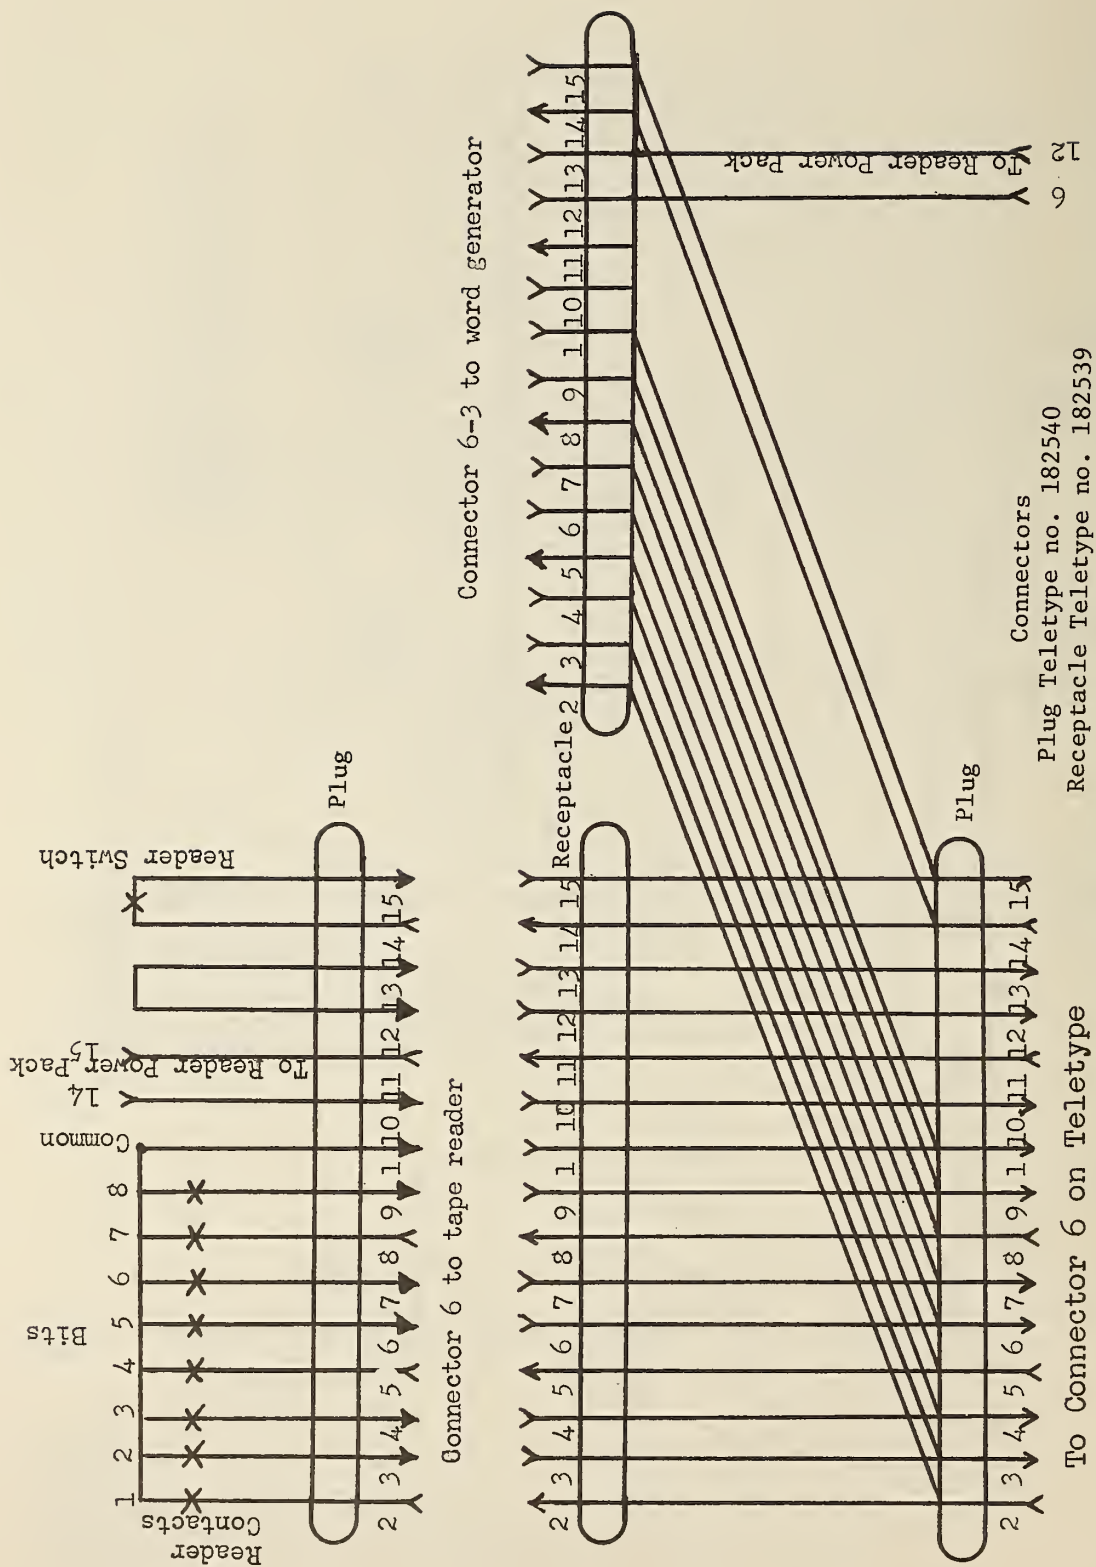 Reader
Contacts
Bits
1 2 3 4 5 6 7 8
Common
14
15
To Reader Power Pack
Reader Switch
Plug
2 3 4 5 6 7 8 9 1 10 11 12 13 14 15
Connector 6 to tape reader
Connector 6-3 to word generator
Receptacle
2 3 4 5 6 7 8 9 1 10 11 12 13 14 15
2 3 4 5 6 7 8 9 1 10 11 12 13 14 15
To Reader Power Pack
9
12
Plug
2 3 4 5 6 7 8 9 1 10 11 12 13 14 15
To Connector 6 on Teletype
Connectors
Plug Teletype no. 182540
Receptacle Teletype no. 182539